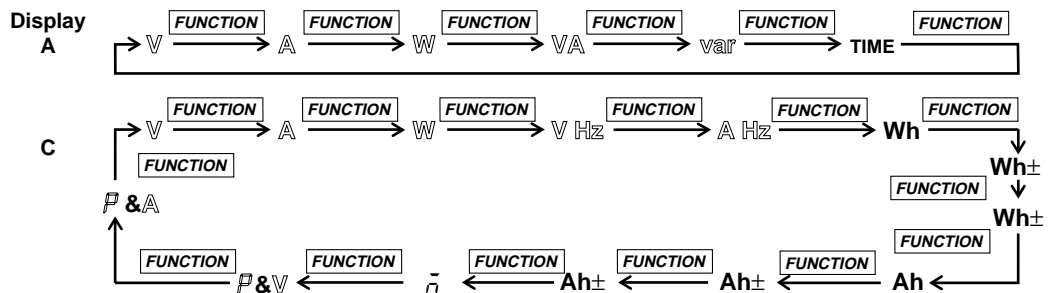 Display
A
FUNCTION FUNCTION FUNCTION FUNCTION FUNCTION FUNCTION
V A W VA var TIME
C
FUNCTION FUNCTION FUNCTION FUNCTION FUNCTION FUNCTION
V A W V Hz A Hz Wh
FUNCTION
Wh±
FUNCTION
P &A
Wh±
FUNCTION
FUNCTION FUNCTION FUNCTION FUNCTION FUNCTION
P&V Ah± Ah± Ah